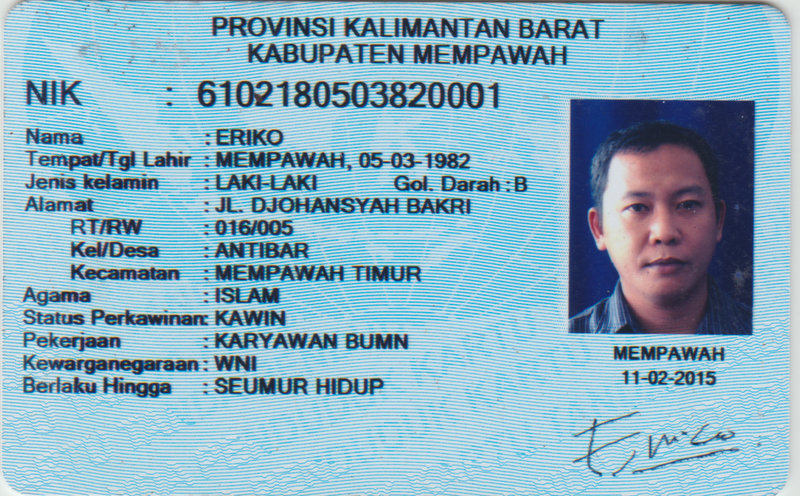 PROVINSI KALIMANTAN BARAT
KABUPATEN MEMPAWAH
NIK : 6102180503820001
Nama : ERIKO
Tempat/Tgl Lahir : MEMPAWAH, 05-03-1982
Jenis kelamin : LAKI-LAKI Gol. Darah : B
Alamat : JL. DJOHANSYAH BAKRI
RT/RW : 016/005
Kel/Desa : ANTIBAR
Kecamatan : MEMPAWAH TIMUR
Agama : ISLAM
Status Perkawinan: KAWIN
Pekerjaan : KARYAWAN BUMN
Kewarganegaraan : WNI
Berlaku Hingga : SEUMUR HIDUP
MEMPAWAH
11-02-2015